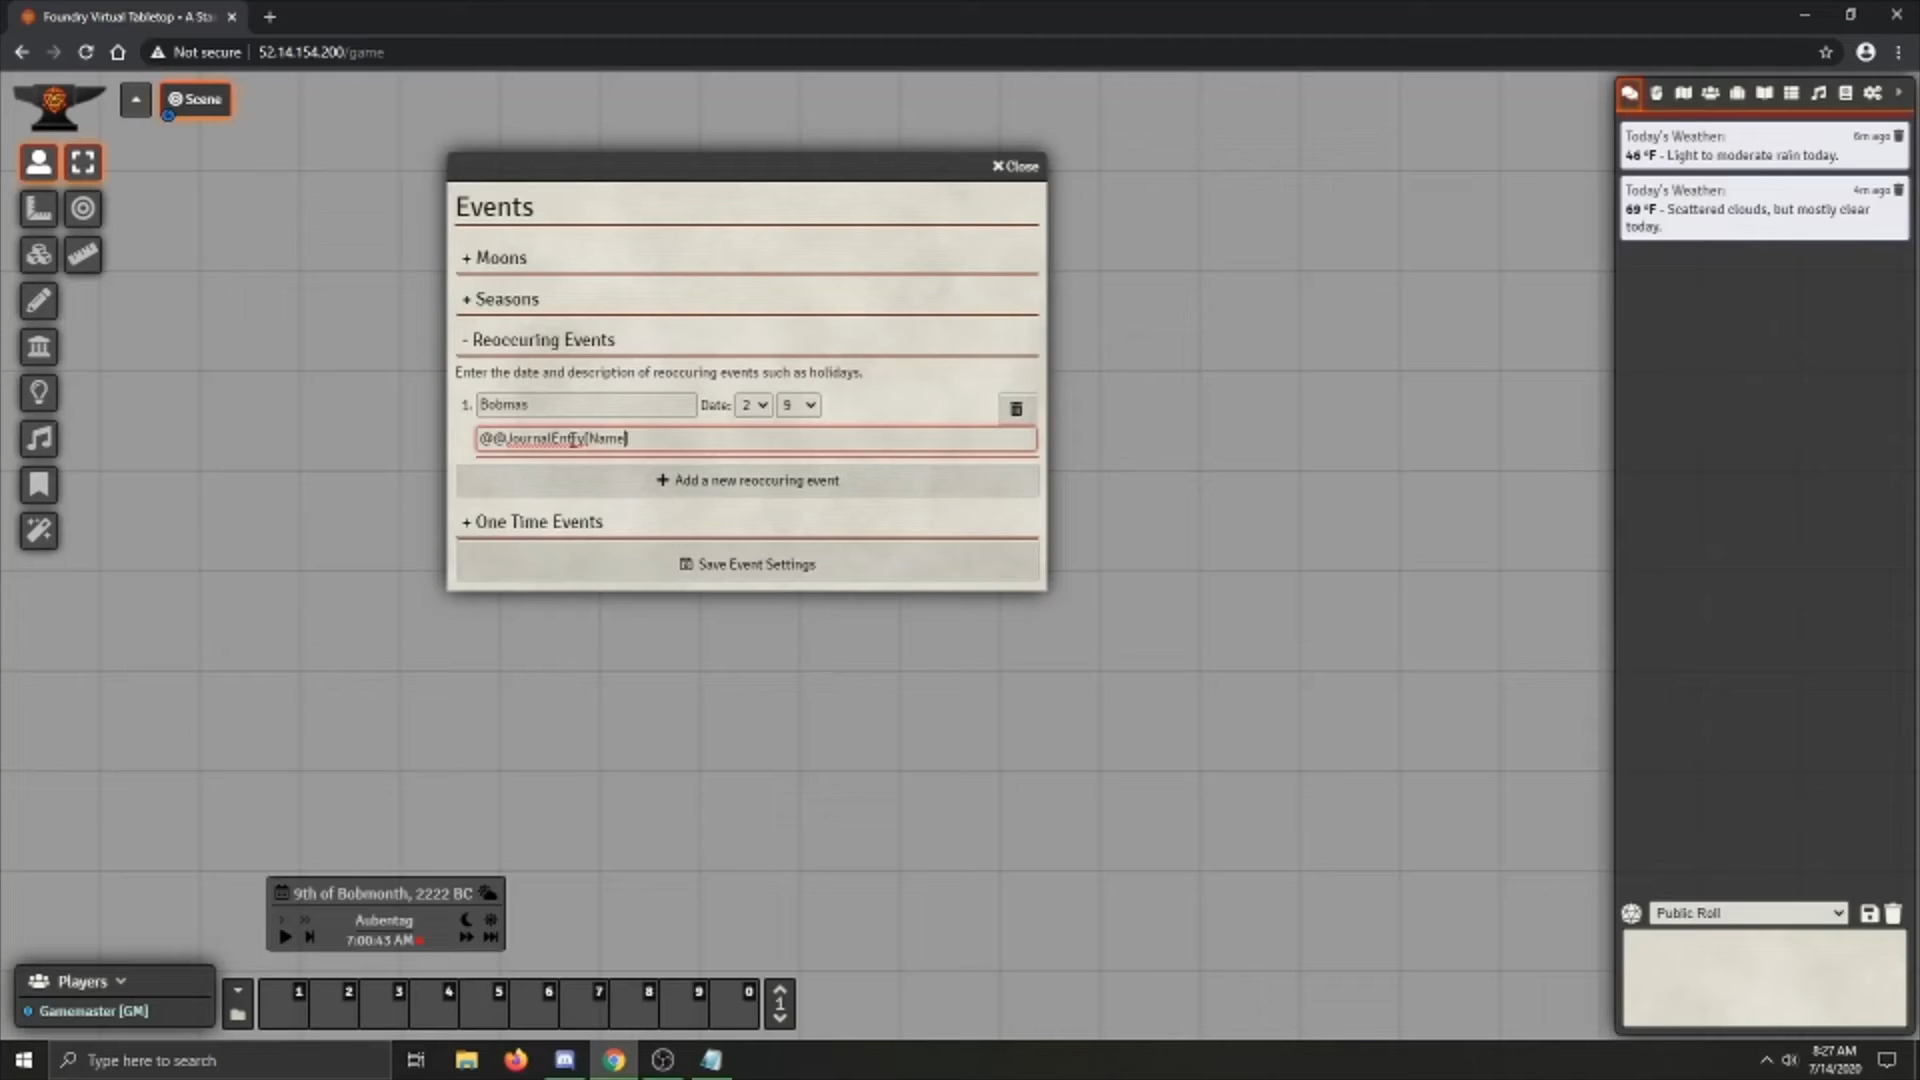 Foundry Virtual Tabletop • A Sta
Not secure
52.14.154.200/game
Scene
Close
Events
+ Moons
+ Seasons
- Reoccuring Events
Enter the date and description of reoccuring events such as holidays.
1. Bobmas Date: 2 9
@@JournalEntry[Name]
+ Add a new reoccuring event
+ One Time Events
Save Event Settings
Today's Weather: 6m ago
46 °F - Light to moderate rain today.
Today's Weather: 4m ago
69 °F - Scattered clouds, but mostly clear
today.
9th of Bobmonth, 2222 BC
Aubentag
7:00:43 AM
Public Roll
Players
Gamemaster [GM]
1 2 3 4 5 6 7 8 9 0
1
Type here to search
8:27 AM
7/14/2020